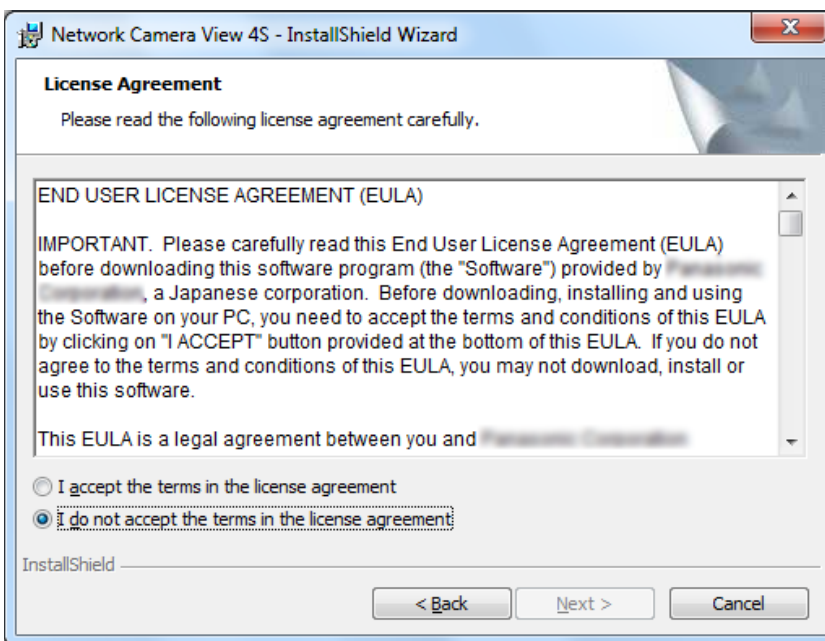 Network Camera View 4S - InstallShield Wizard
License Agreement
Please read the following license agreement carefully.
END USER LICENSE AGREEMENT (EULA)
IMPORTANT.  Please carefully read this End User License Agreement (EULA)
before downloading this software program (the "Software") provided by
, a Japanese corporation.  Before downloading, installing and using
the Software on your PC, you need to accept the terms and conditions of this EULA
by clicking on "I ACCEPT" button provided at the bottom of this EULA.  If you do not
agree to the terms and conditions of this EULA, you may not download, install or
use this software.
This EULA is a legal agreement between you and
I accept the terms in the license agreement
I do not accept the terms in the license agreement
InstallShield
< Back
Next >
Cancel